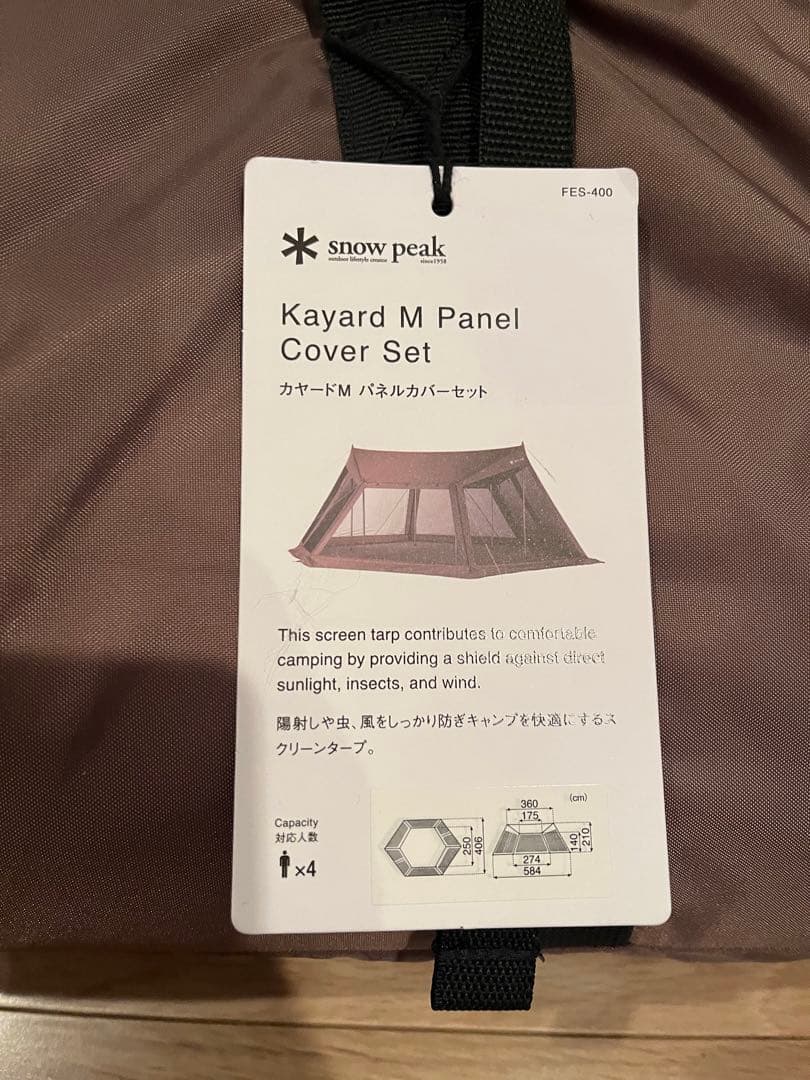 FES-400
snow peak
outdoor lifestyle creator since1958
Kayard M Panel
Cover Set
カヤードM パネルカバーセット
This screen tarp contributes to comfortable
camping by providing a shield against direct
sunlight, insects, and wind.
陽射しや虫、風をしっかり防ぎキャンプを快適にするス
クリーンタープ。
Capacity
対応人数
×4
(cm)
360
175
250
406
140
210
274
584